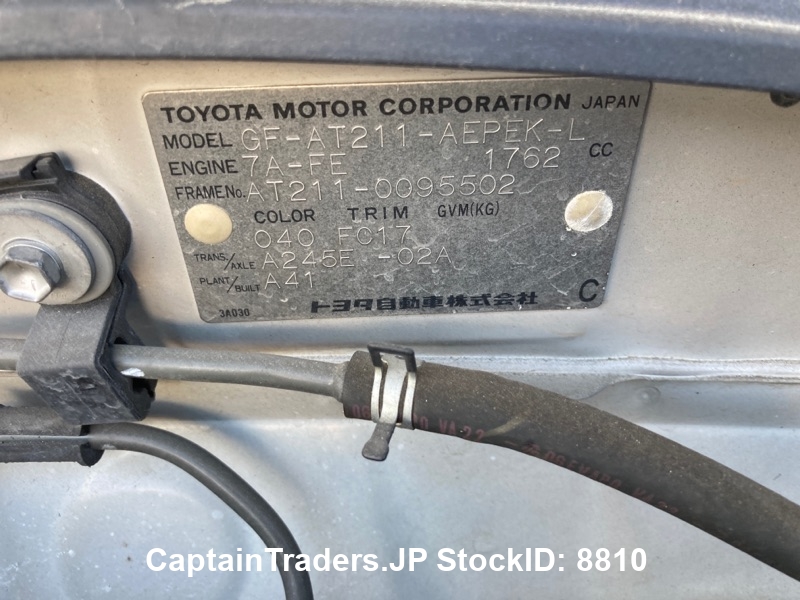 TOYOTA MOTOR CORPORATION JAPAN
MODEL GF-AT211-AEPEK-L
ENGINE 7A-FE 1762 CC
FRAME No. AT211-0095502
COLOR TRIM GVM(KG)
040 FC17
TRANS./AXLE A245E -02A
PLANT/BUILT A41
トヨタ自動車株式会社 C
3A030
CaptainTraders.JP StockID: 8810